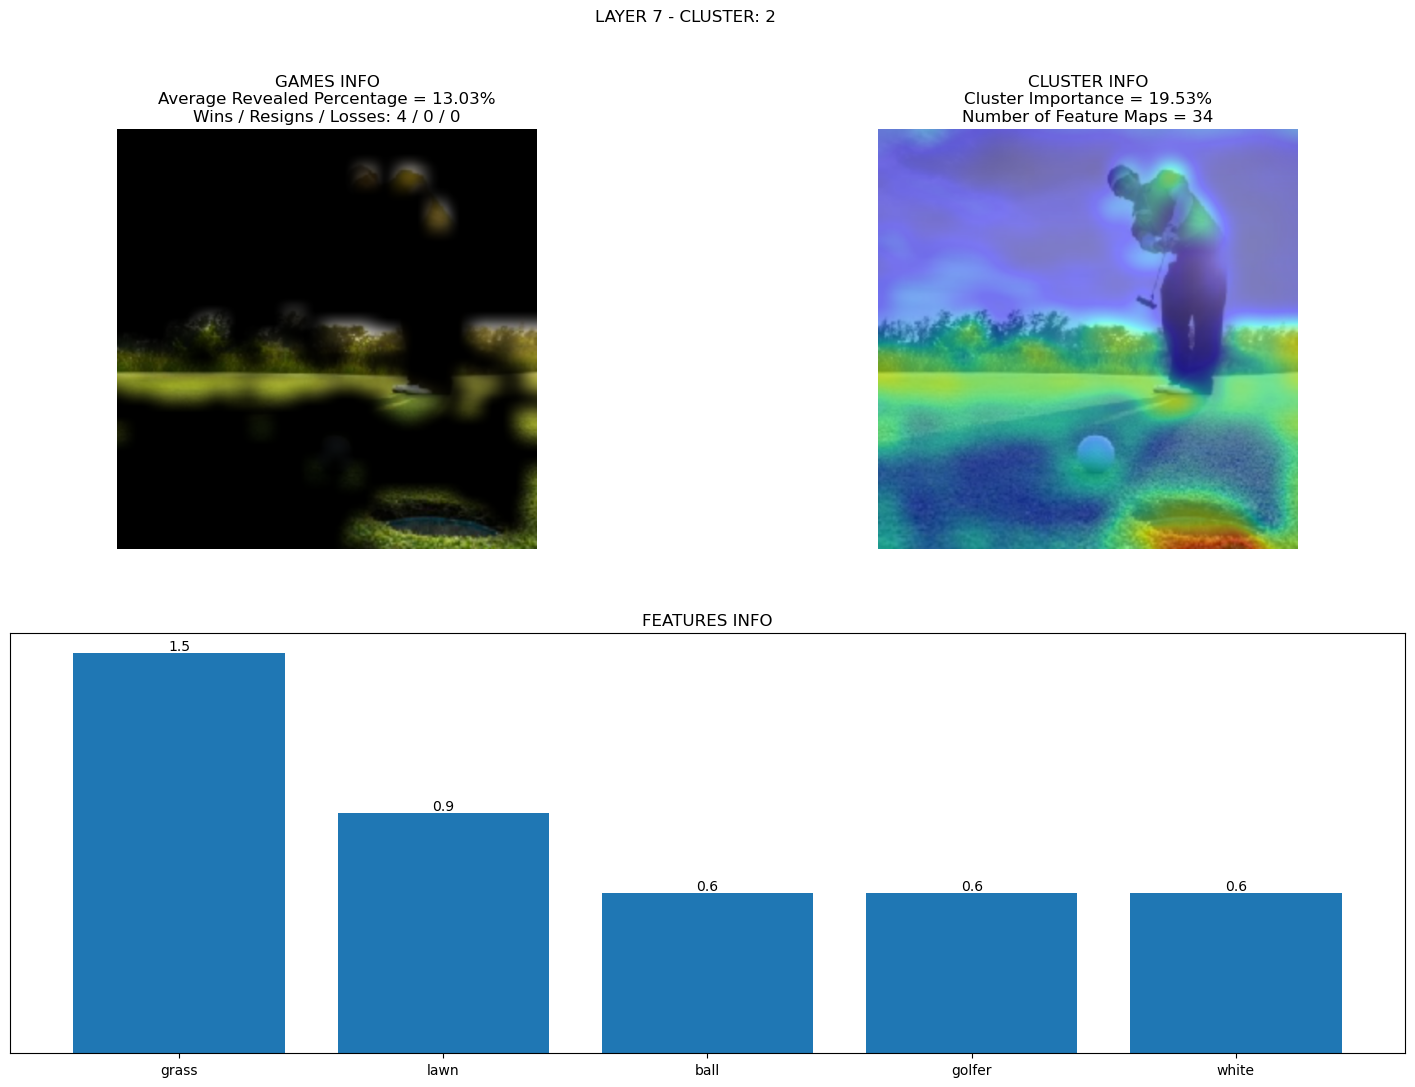 LAYER 7 - CLUSTER: 2
GAMES INFO
Average Revealed Percentage = 13.03%
Wins / Resigns / Losses: 4 / 0 / 0
CLUSTER INFO
Cluster Importance = 19.53%
Number of Feature Maps = 34
FEATURES INFO
1.5
0.9
0.6
0.6
0.6
grass
lawn
ball
golfer
white